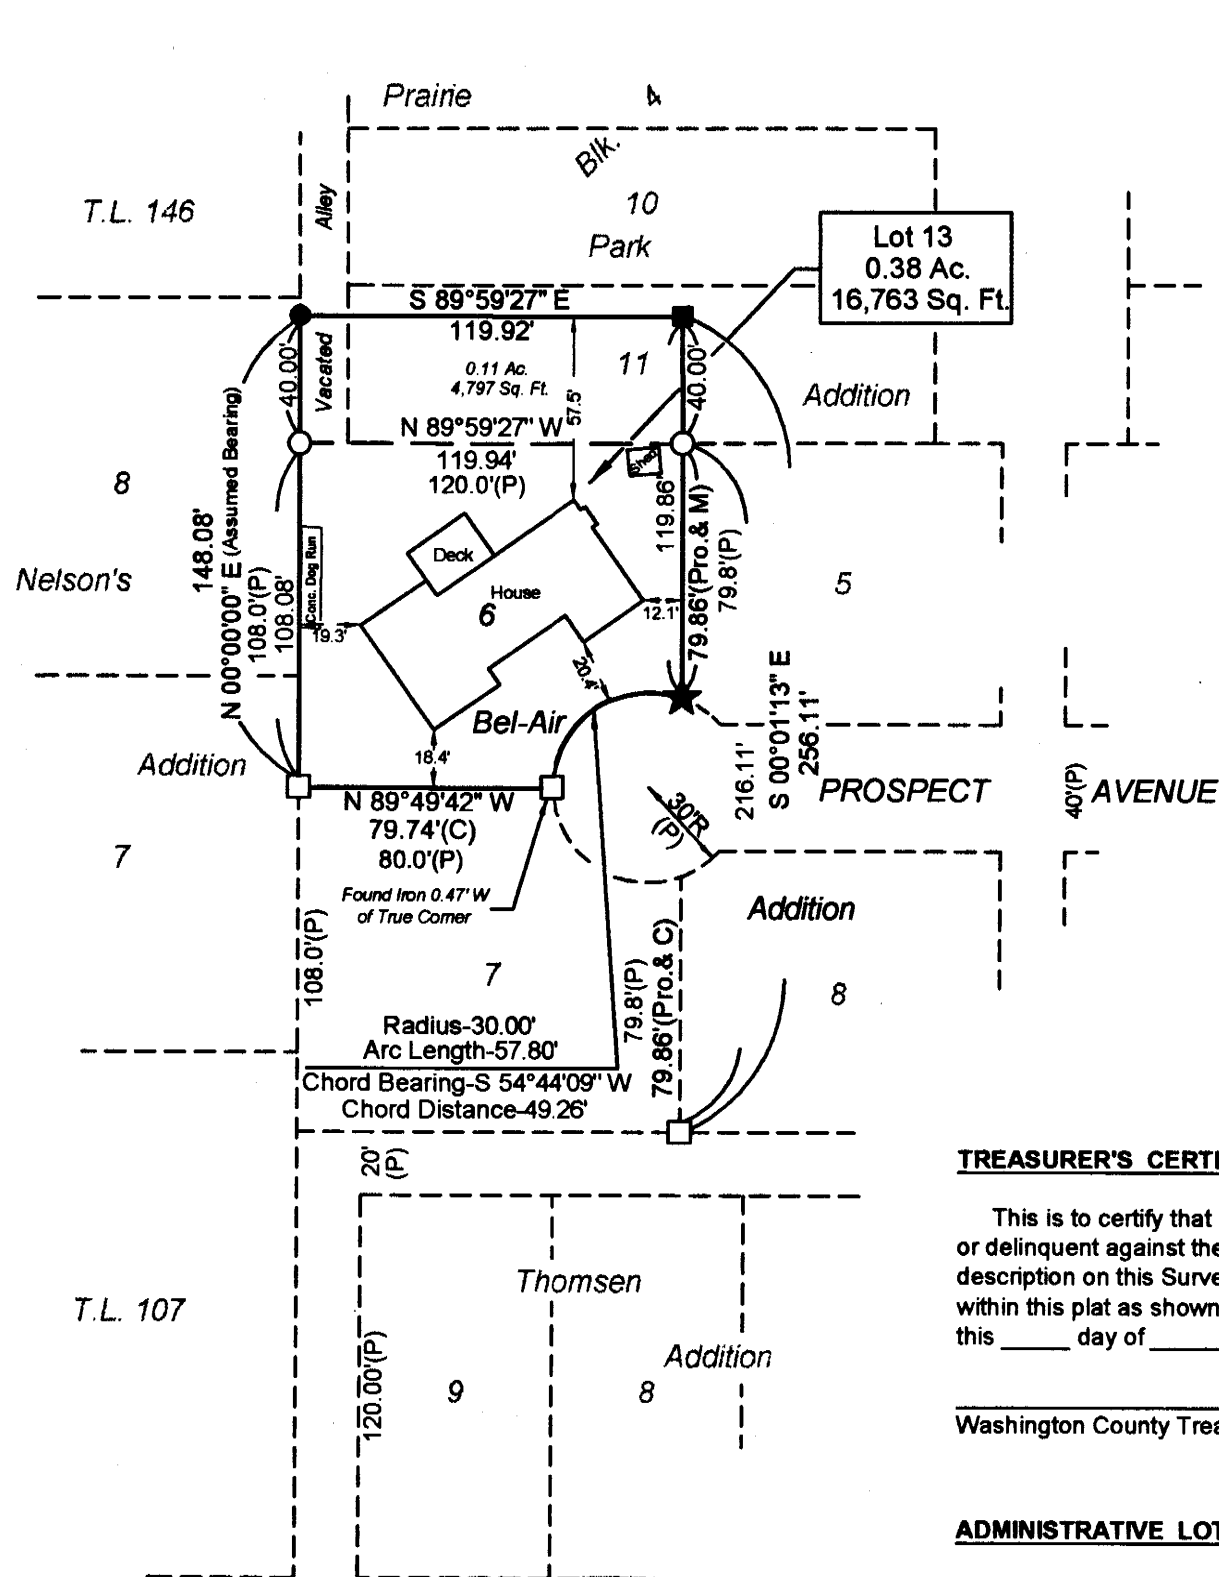 Prairie
4
Blk.
10
Park
T.L. 146
Alley
Lot 13
0.38 Ac.
16,763 Sq. Ft.
S 89°59'27" E
119.92'
40.00'
Vacated
0.11 Ac.
4,797 Sq. Ft.
57.5'
11
40.00'
Addition
N 89°59'27" W
119.94'
120.0'(P)
Shed
8
148.08'
N 00°00'00" E (Assumed Bearing)
108.0'(P)
108.08'
Conc. Dog Run
Deck
House
6
119.86'
79.86'(Pro.& M)
79.8'(P)
Nelson's
5
19.3'
12.1'
20.4'
Bel-Air
18.4'
Addition
216.11'
S 00°01'13" E
256.11'
PROSPECT
40'(P)
AVENUE
N 89°49'42" W
79.74'(C)
80.0'(P)
30'R
(P)
7
Found Iron 0.47' W
of True Corner
Addition
108.0'(P)
7
79.8'(P)
79.86'(Pro.& C)
8
Radius-30.00'
Arc Length-57.80'
Chord Bearing-S 54°44'09" W
Chord Distance-49.26'
20'
(P)
TREASURER'S CERTI
This is to certify that
or delinquent against the
description on this Surve
within this plat as shown
this _____ day of _____
Thomsen
T.L. 107
Addition
120.00'(P)
9
8
Washington County Trea
ADMINISTRATIVE LOT